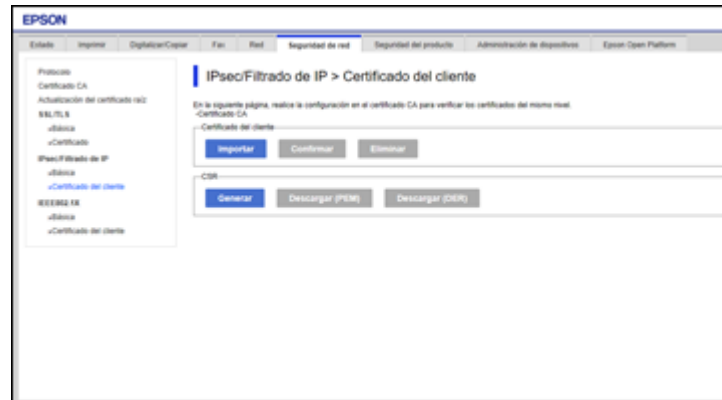 EPSON
Estado Imprimir Digitalizar/Copiar Fax Red Seguridad de red Seguridad del producto Administración de dispositivos Epson Open Platform
Protocolo
Certificado CA
Actualización del certificado raíz
SSL/TLS
»Básica
»Certificado
IPsec/Filtrado de IP
»Básica
»Certificado del cliente
IEEE802.1X
»Básica
»Certificado del cliente
IPsec/Filtrado de IP > Certificado del cliente
En la siguiente página, realice la configuración en el certificado CA para verificar los certificados del mismo nivel.
-Certificado CA
Certificado del cliente
Importar Confirmar Eliminar
CSR
Generar Descargar (PEM) Descargar (DER)